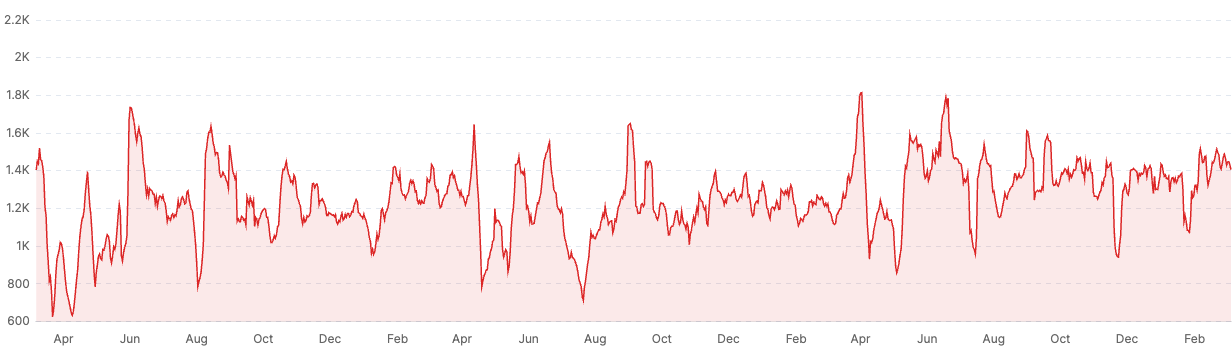 2.2K
2K
1.8K
1.6K
1.4K
1.2K
1K
800
600
Apr Jun Aug Oct Dec Feb Apr Jun Aug Oct Dec Feb Apr Jun Aug Oct Dec Feb